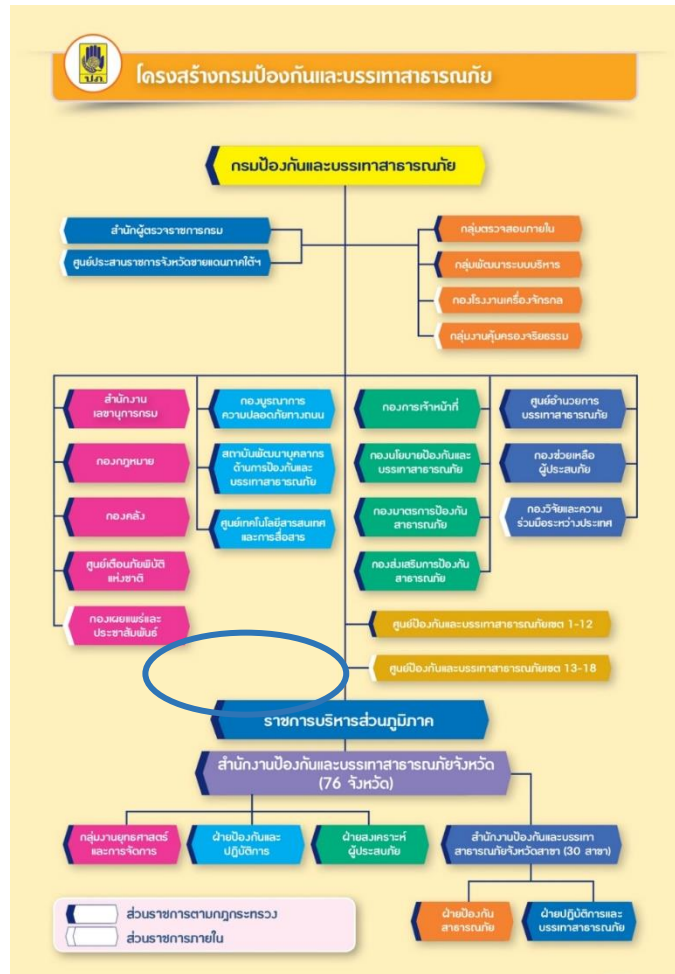 ปภ.
โครงสร้างกรมป้องกันและบรรเทาสาธารณภัย
กรมป้องกันและบรรเทาสาธารณภัย
สำนักผู้ตรวจราชการกรม
ศูนย์ประสานราชการจังหวัดชายแดนภาคใต้ฯ
กลุ่มตรวจสอบภายใน
กลุ่มพัฒนาระบบบริหาร
กองโรงงานเครื่องจักรกล
กลุ่มงานคุ้มครองจริยธรรม
สำนักงาน
เลขานุการกรม
กองกฎหมาย
กองคลัง
ศูนย์เตือนภัยพิบัติ
แห่งชาติ
กองเผยแพร่และ
ประชาสัมพันธ์
กองบูรณาการ
ความปลอดภัยทางถนน
สถาบันพัฒนาบุคลากร
ด้านการป้องกันและ
บรรเทาสาธารณภัย
ศูนย์เทคโนโลยีสารสนเทศ
และการสื่อสาร
กองการเจ้าหน้าที่
กองนโยบายป้องกันและ
บรรเทาสาธารณภัย
กองมาตรการป้องกัน
สาธารณภัย
กองส่งเสริมการป้องกัน
สาธารณภัย
ศูนย์อำนวยการ
บรรเทาสาธารณภัย
กองช่วยเหลือ
ผู้ประสบภัย
กองวิจัยและความ
ร่วมมือระหว่างประเทศ
ศูนย์ป้องกันและบรรเทาสาธารณภัยเขต 1-12
ศูนย์ป้องกันและบรรเทาสาธารณภัยเขต 13-18
ราชการบริหารส่วนภูมิภาค
สำนักงานป้องกันและบรรเทาสาธารณภัยจังหวัด
(76 จังหวัด)
กลุ่มงานยุทธศาสตร์
และการจัดการ
ฝ่ายป้องกันและ
ปฏิบัติการ
ฝ่ายสงเคราะห์
ผู้ประสบภัย
สำนักงานป้องกันและบรรเทา
สาธารณภัยจังหวัดสาขา (30 สาขา)
ฝ่ายป้องกัน
สาธารณภัย
ฝ่ายปฏิบัติการและ
บรรเทาสาธารณภัย
ส่วนราชการตามกฎกระทรวง
ส่วนราชการภายใน